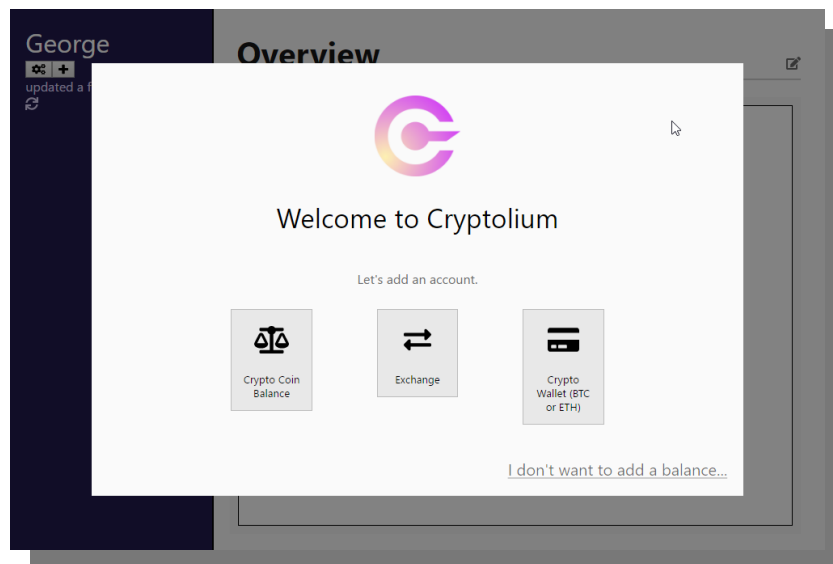 George
Overview
updated a f
Welcome to Cryptolium
Let's add an account.
Crypto Coin
Balance
Exchange
Crypto
Wallet (BTC
or ETH)
I don't want to add a balance...